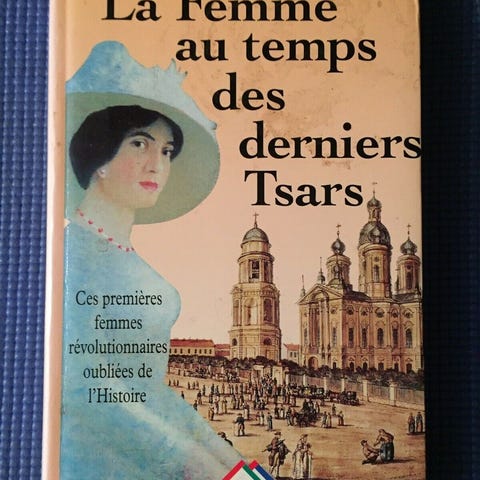 La Femme
au temps
des
derniers
Tsars
Ces premières
femmes
révolutionnaires
oubliées de
l'Histoire